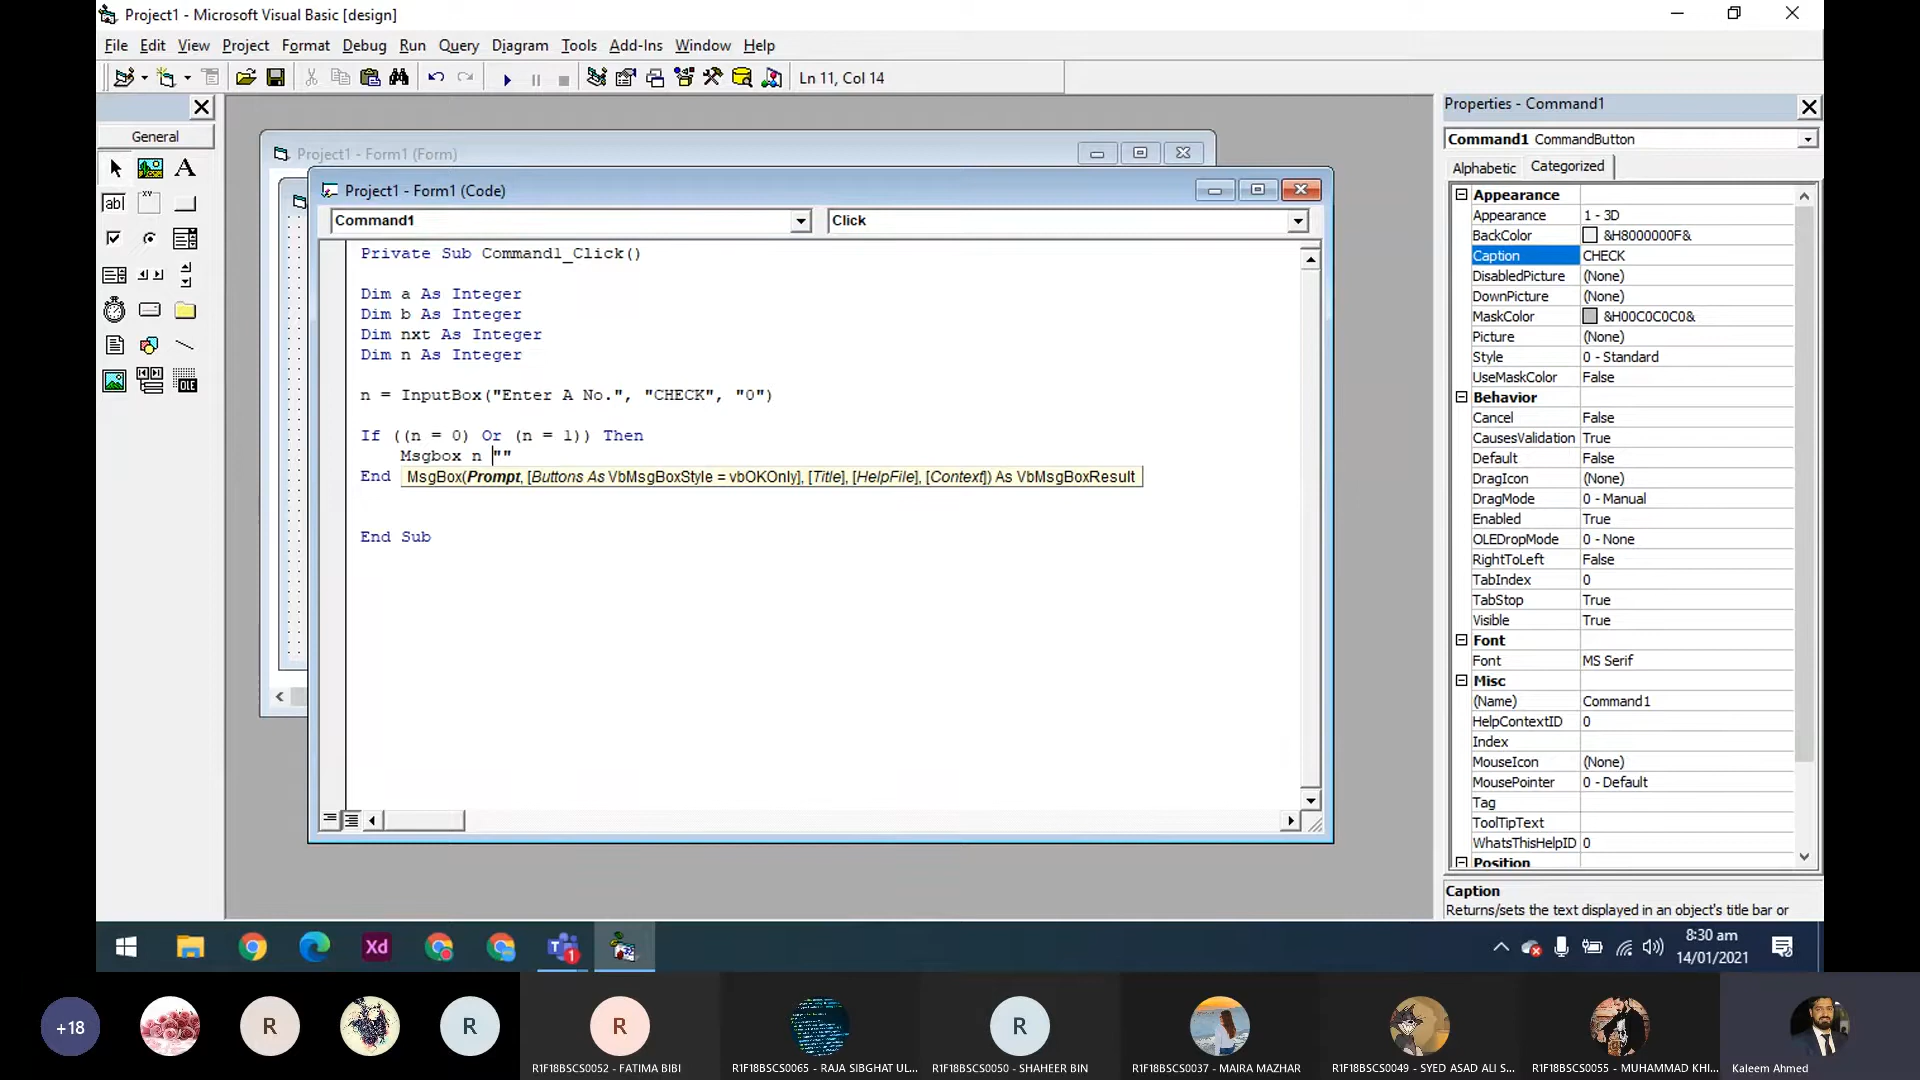 Project1 - Microsoft Visual Basic [design]
File Edit View Project Format Debug Run Query Diagram Tools Add-Ins Window Help
Ln 11, Col 14
General
A
ab|
XY
OLE
Project1 - Form1 (Form)
Project1 - Form1 (Code)
Command1
Click
Private Sub Command1_Click()
Dim a As Integer
Dim b As Integer
Dim nxt As Integer
Dim n As Integer
n = InputBox("Enter A No.", "CHECK", "0")
If ((n = 0) Or (n = 1)) Then
Msgbox n ""
End
MsgBox(Prompt, [Buttons As VbMsgBoxStyle = vbOKOnly], [Title], [HelpFile], [Context]) As VbMsgBoxResult
End Sub
Properties - Command1
Command1 CommandButton
Alphabetic Categorized
Appearance
Appearance 1 - 3D
BackColor &H8000000F&
Caption CHECK
DisabledPicture (None)
DownPicture (None)
MaskColor &H00C0C0C0&
Picture (None)
Style 0 - Standard
UseMaskColor False
Behavior
Cancel False
CausesValidation True
Default False
DragIcon (None)
DragMode 0 - Manual
Enabled True
OLEDropMode 0 - None
RightToLeft False
TabIndex 0
TabStop True
Visible True
Font
Font MS Serif
Misc
(Name) Command1
HelpContextID 0
Index
MouseIcon (None)
MousePointer 0 - Default
Tag
ToolTipText
WhatsThisHelpID 0
Position
Caption
Returns/sets the text displayed in an object's title bar or
Xd
T
1
8:30 am
14/01/2021
+18
R
R
R
R
R1F18BSCS0052 - FATIMA BIBI
R1F18BSCS0065 - RAJA SIBGHAT UL...
R1F18BSCS0050 - SHAHEER BIN
R1F18BSCS0037 - MAIRA MAZHAR
R1F18BSCS0049 - SYED ASAD ALI S...
R1F18BSCS0055 - MUHAMMAD KHI...
Kaleem Ahmed